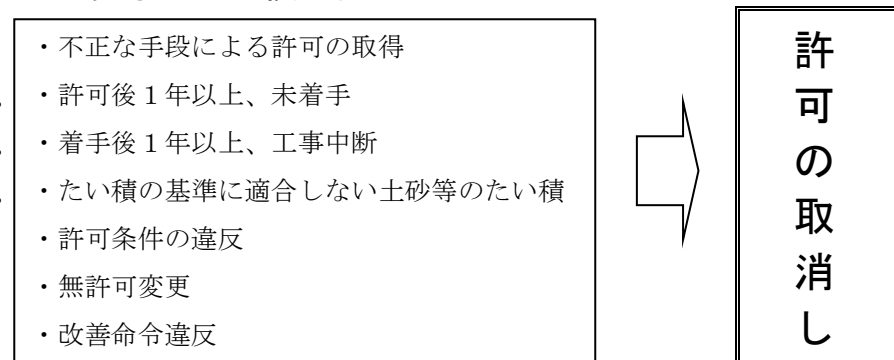 ・不正な手段による許可の取得
・許可後１年以上、未着手
・着手後１年以上、工事中断
・たい積の基準に適合しない土砂等のたい積
・許可条件の違反
・無許可変更
・改善命令違反
許可の取消し